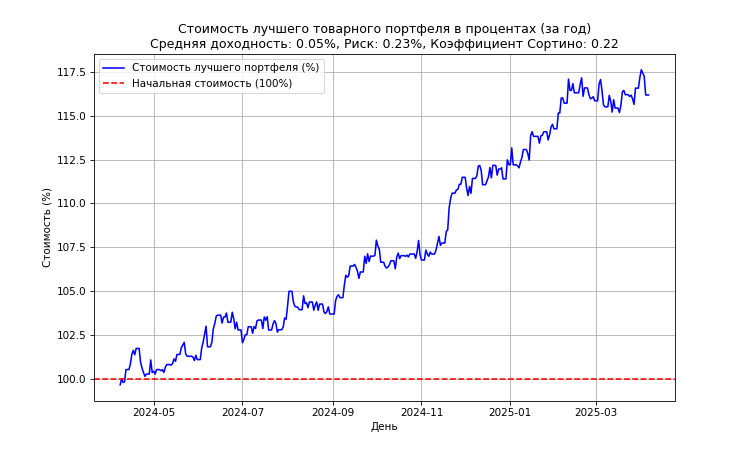 Стоимость лучшего товарного портфеля в процентах (за год)
Средняя доходность: 0.05%, Риск: 0.23%, Коэффициент Сортино: 0.22
Стоимость лучшего портфеля (%)
Начальная стоимость (100%)
Стоимость (%)
117.5
115.0
112.5
110.0
107.5
105.0
102.5
100.0
2024-05
2024-07
2024-09
2024-11
2025-01
2025-03
День